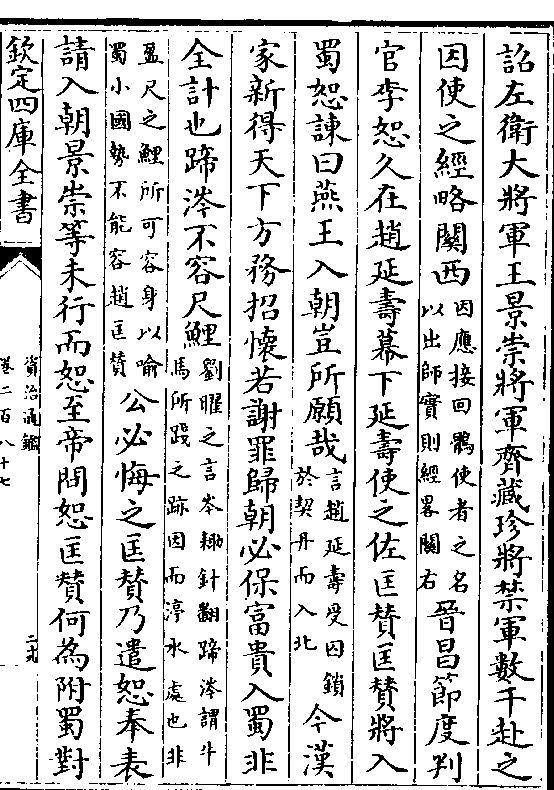 詔左衛大將軍王景崇將軍齊藏珍將禁軍數千赴之
因使之經略關西因應接回鶻使者之名以出師實則經畧關右晉昌節度判
官李恕久在趙延壽幕下延壽使之佐匡贊匡贊將入
蜀恕諫曰燕王入朝豈所願哉言趙延壽受囚鎖於契丹而入北今漢
家新得天下方務招懷若謝罪歸朝必保富貴入蜀非
全計也蹄涔不容尺鯉劉曜之言岑鋤針翻蹄涔謂牛馬所踐之跡因而渟水處也非
盈尺之鯉所可容身以喻蜀小國勢不能容趙匡贊公必悔之匡贊乃遣恕奉表
請入朝景崇等未行而恕至帝問恕匡贊何為附蜀對
欽定四庫全書
資治通鑑
卷二百八十七
二十九